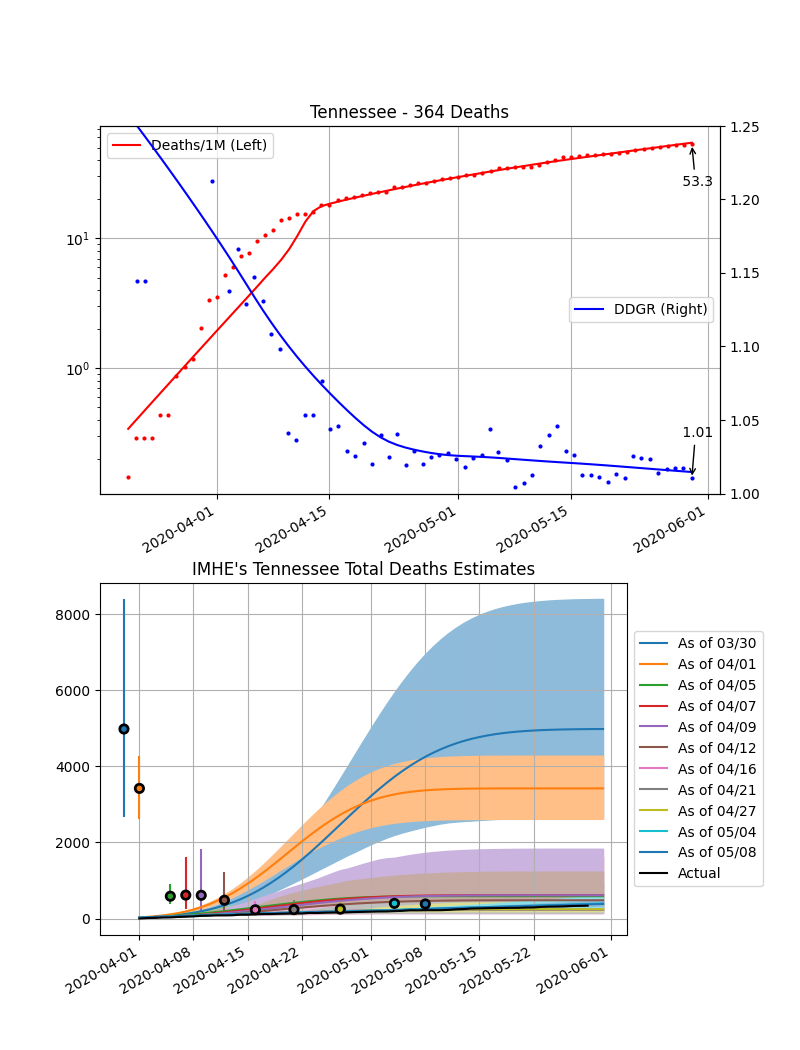 Tennessee - 364 Deaths
Deaths/1M (Left)
DDGR (Right)
53.3
1.01
10^1
10^0
1.25
1.20
1.15
1.10
1.05
1.00
2020-04-01
2020-04-15
2020-05-01
2020-05-15
2020-06-01
IMHE's Tennessee Total Deaths Estimates
8000
6000
4000
2000
0
2020-04-01
2020-04-08
2020-04-15
2020-04-22
2020-05-01
2020-05-08
2020-05-15
2020-05-22
2020-06-01
As of 03/30
As of 04/01
As of 04/05
As of 04/07
As of 04/09
As of 04/12
As of 04/16
As of 04/21
As of 04/27
As of 05/04
As of 05/08
Actual